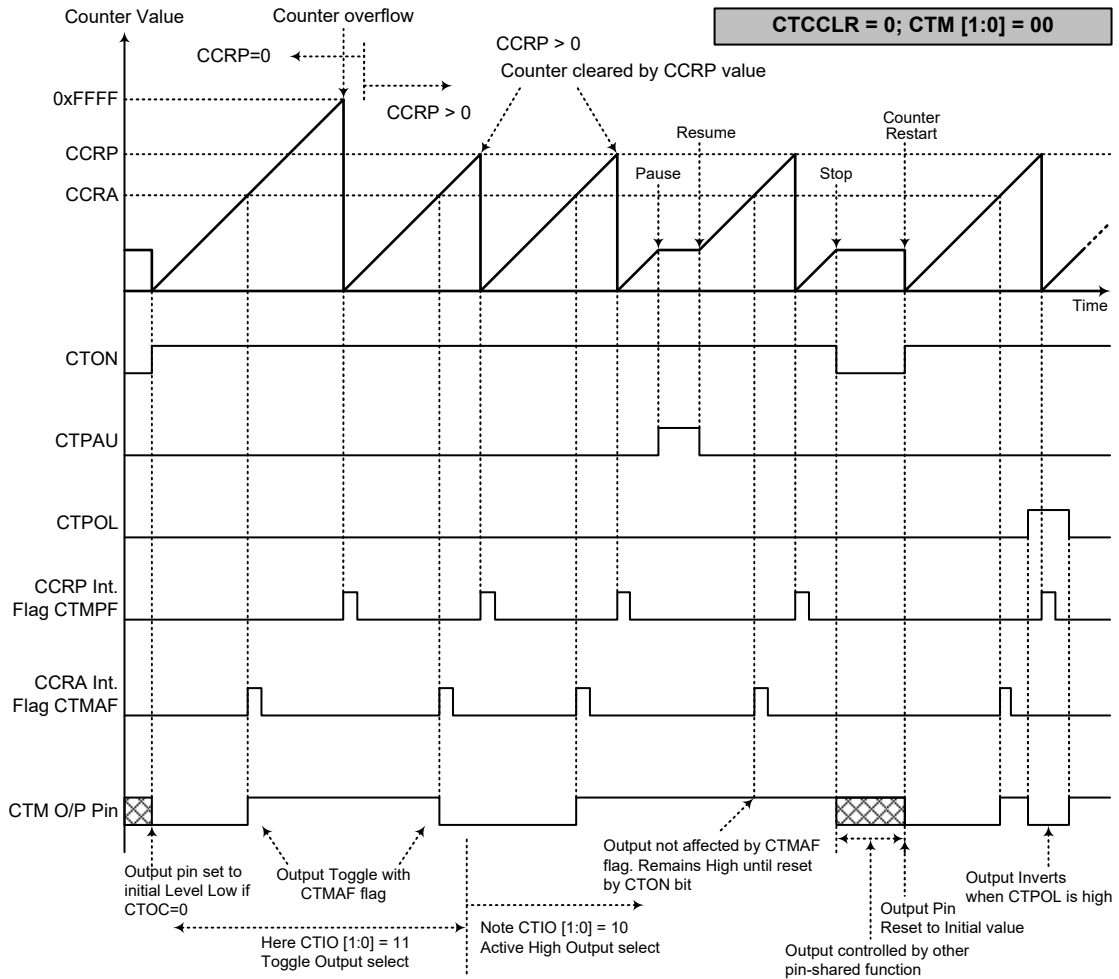 Counter Value
Counter overflow
CTCCLR = 0; CTM [1:0] = 00
CCRP=0
CCRP > 0
CCRP > 0
Counter cleared by CCRP value
0xFFFF
CCRP
CCRA
Pause
Resume
Stop
Counter
Restart
Time
CTON
CTPAU
CTPOL
CCRP Int.
Flag CTMPF
CCRA Int.
Flag CTMAF
CTM O/P Pin
Output pin set to
initial Level Low if
CTOC=0
Output Toggle with
CTMAF flag
Here CTIO [1:0] = 11
Toggle Output select
Note CTIO [1:0] = 10
Active High Output select
Output not affected by CTMAF
flag. Remains High until reset
by CTON bit
Output controlled by other
pin-shared function
Output Pin
Reset to Initial value
Output Inverts
when CTPOL is high